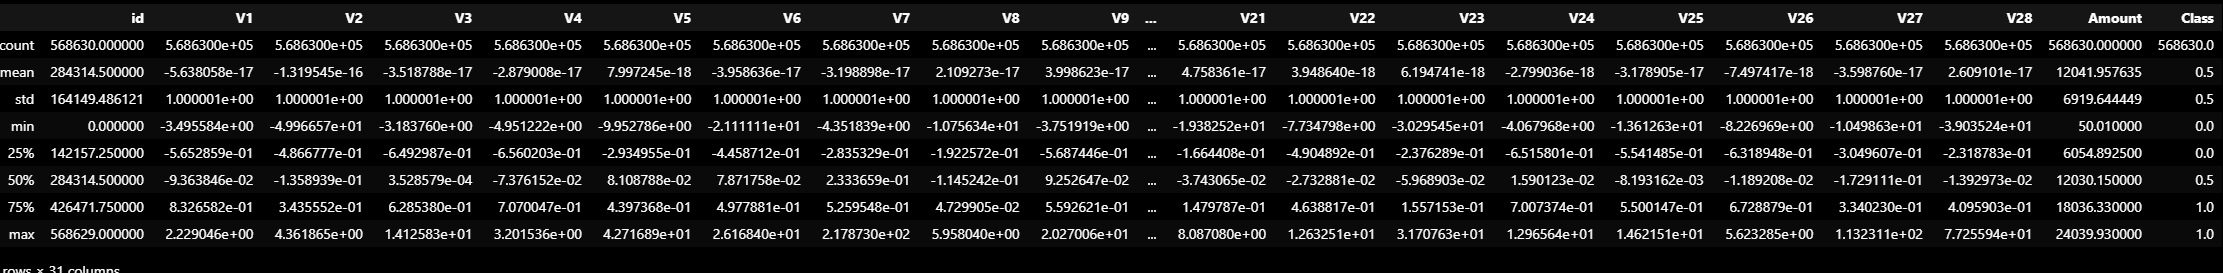 id V1 V2 V3 V4 V5 V6 V7 V8 V9 ... V21 V22 V23 V24 V25 V26 V27 V28 Amount Class
count 568630.000000 5.686300e+05 5.686300e+05 5.686300e+05 5.686300e+05 5.686300e+05 5.686300e+05 5.686300e+05 5.686300e+05 5.686300e+05 ... 5.686300e+05 5.686300e+05 5.686300e+05 5.686300e+05 5.686300e+05 5.686300e+05 5.686300e+05 5.686300e+05 568630.000000 568630.0
mean 284314.500000 -5.638058e-17 -1.319545e-16 -3.518788e-17 -2.879008e-17 7.997245e-18 -3.958636e-17 -3.198898e-17 2.109273e-17 3.998623e-17 ... 4.758361e-17 3.948640e-18 6.194741e-18 -2.799036e-18 -3.178905e-17 -7.497417e-18 -3.598760e-17 2.609101e-17 12041.957635 0.5
std 164149.486121 1.000001e+00 1.000001e+00 1.000001e+00 1.000001e+00 1.000001e+00 1.000001e+00 1.000001e+00 1.000001e+00 1.000001e+00 ... 1.000001e+00 1.000001e+00 1.000001e+00 1.000001e+00 1.000001e+00 1.000001e+00 1.000001e+00 1.000001e+00 6919.644449 0.5
min 0.000000 -3.495584e+00 -4.996657e+01 -3.183760e+00 -4.951222e+00 -9.952786e+00 -2.111111e+01 -4.351839e+00 -1.075634e+01 -3.751919e+00 ... -1.938252e+01 -7.734798e+00 -3.029545e+01 -4.067968e+00 -1.361263e+01 -8.226969e+00 -1.049863e+01 -3.903524e+01 50.010000 0.0
25% 142157.250000 -5.652859e-01 -4.866777e-01 -6.492987e-01 -6.560203e-01 -2.934955e-01 -4.458712e-01 -2.835329e-01 -1.922572e-01 -5.687446e-01 ... -1.664408e-01 -4.904892e-01 -2.376289e-01 -6.515801e-01 -5.541485e-01 -6.318948e-01 -3.049607e-01 -2.318783e-01 6054.892500 0.0
50% 284314.500000 -9.363846e-02 -1.358939e-01 3.528579e-04 -7.376152e-02 8.108788e-02 7.871758e-02 2.333659e-01 -1.145242e-01 9.252647e-02 ... -3.743065e-02 -2.732881e-02 -5.968903e-02 1.590123e-02 -8.193162e-03 -1.189208e-02 -1.729111e-01 -1.392973e-02 12030.150000 0.5
75% 426471.750000 8.326582e-01 3.435552e-01 6.285380e-01 7.070047e-01 4.397368e-01 4.977881e-01 5.259548e-01 4.729905e-02 5.592621e-01 ... 1.479787e-01 4.638817e-01 1.557153e-01 7.007374e-01 5.500147e-01 6.728879e-01 3.340230e-01 4.095903e-01 18036.330000 1.0
max 568629.000000 2.229046e+00 4.361865e+00 1.412583e+01 3.201536e+00 4.271689e+01 2.616840e+01 2.178730e+02 5.958040e+00 2.027006e+01 ... 8.087080e+00 1.263251e+01 3.170763e+01 1.296564e+01 1.462151e+01 5.623285e+00 1.132311e+02 7.725594e+01 24039.930000 1.0
rows × 31 columns